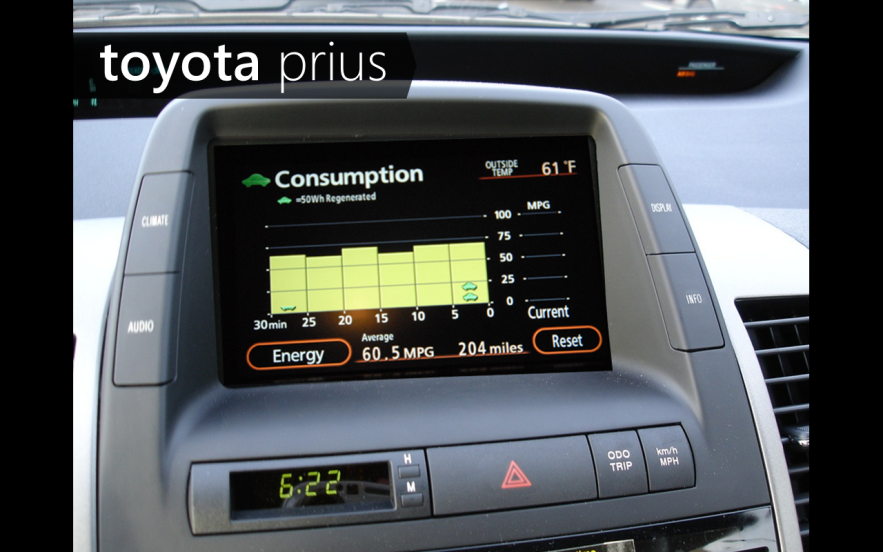 toyota prius
PASSENGER
AIRBAG
Consumption
OUTSIDE
TEMP
61 °F
=50Wh Regenerated
MPG
100
75
50
25
0
30min 25 20 15 10 5 0
Current
Energy
Average
60.5 MPG
204 miles
Reset
CLIMATE
AUDIO
DISPLAY
INFO
6:22
H
M
ODO
TRIP
km/h
MPH